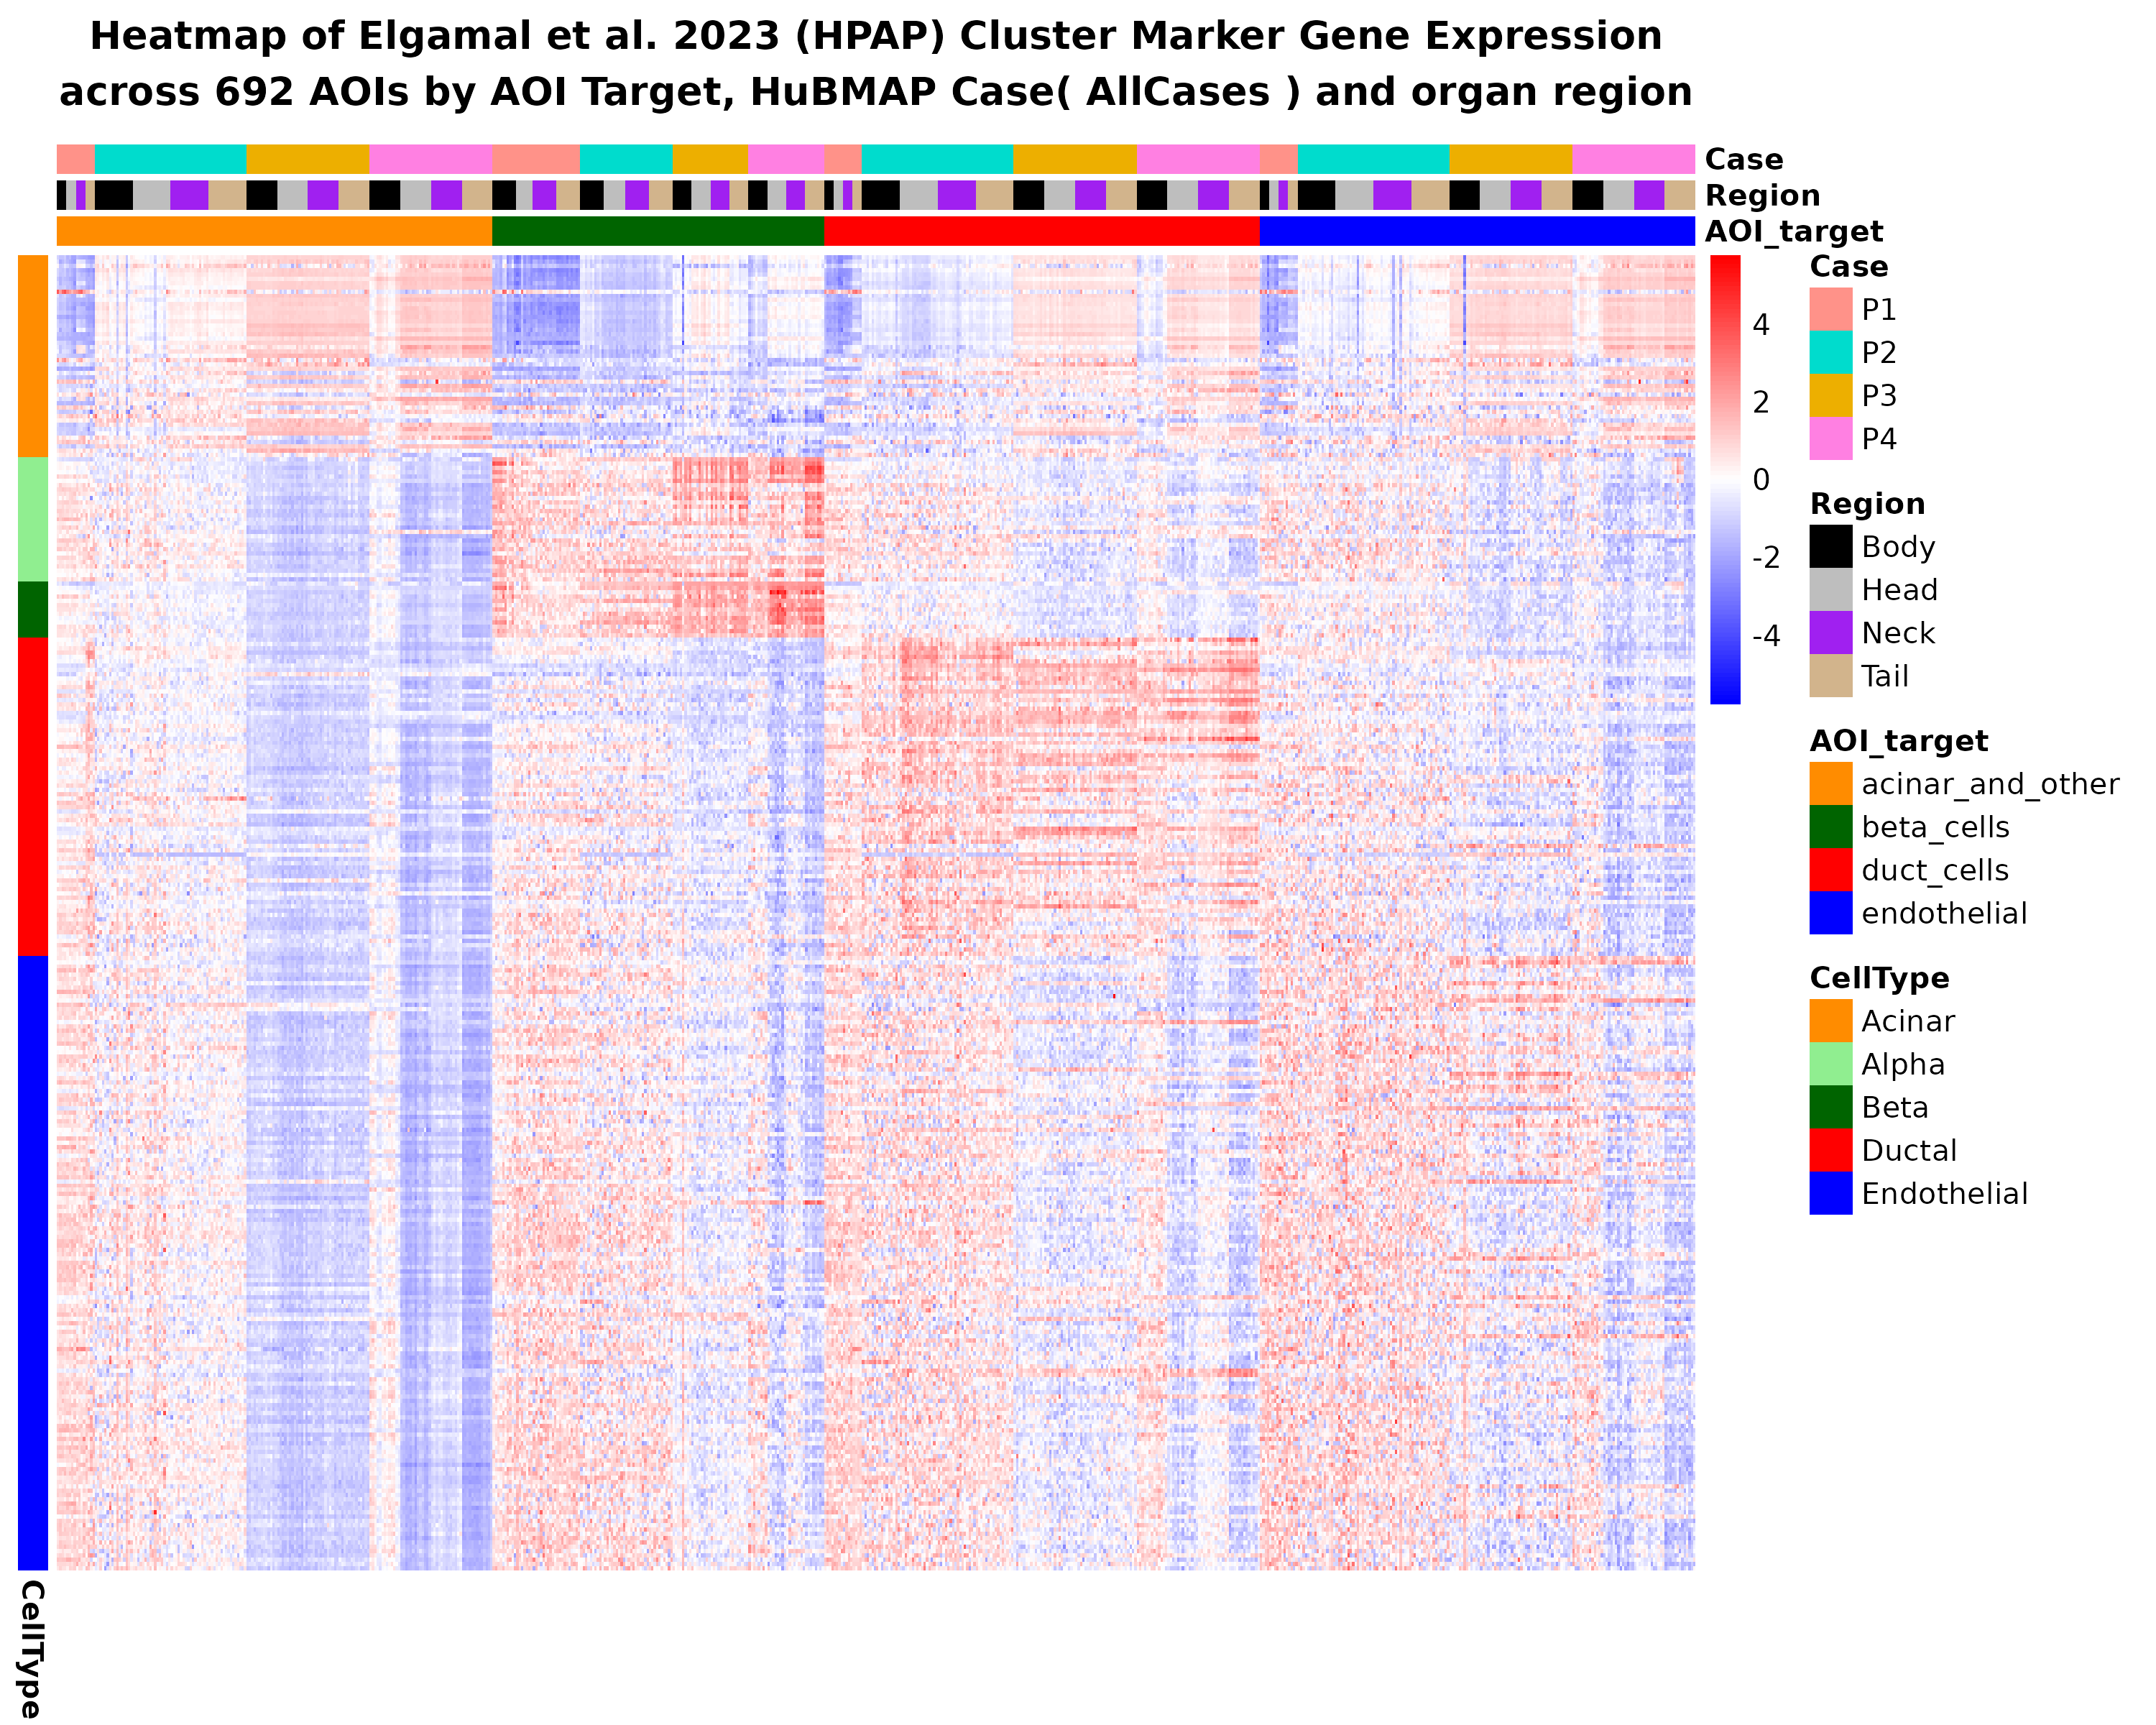 Heatmap of Elgamal et al. 2023 (HPAP) Cluster Marker Gene Expression
across 692 AOIs by AOI Target, HuBMAP Case( AllCases ) and organ region
Case
Region
AOI_target
4
2
0
-2
-4
Case
P1
P2
P3
P4
Region
Body
Head
Neck
Tail
AOI_target
acinar_and_other
beta_cells
duct_cells
endothelial
CellType
Acinar
Alpha
Beta
Ductal
Endothelial
CellType